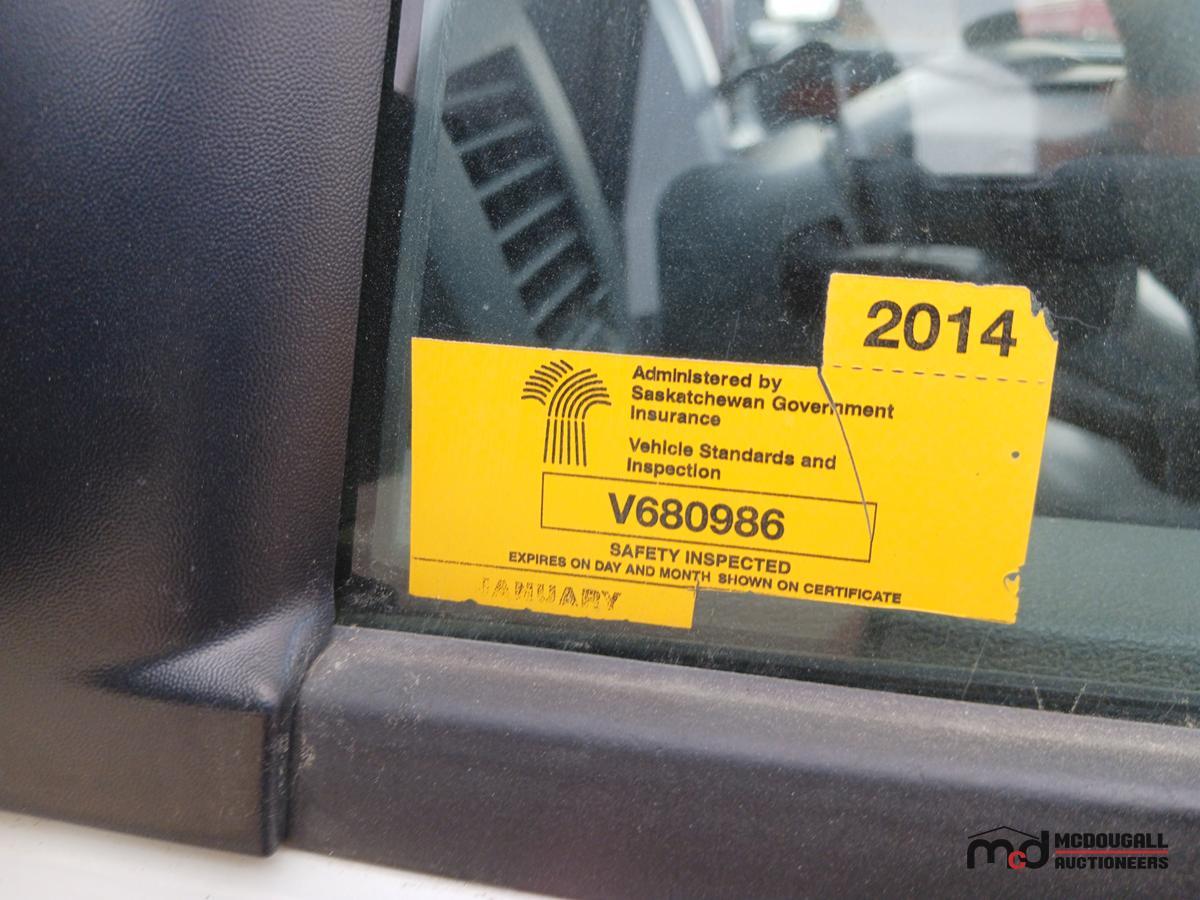 2014
Administered by
Saskatchewan Government
Insurance
Vehicle Standards and
Inspection
V680986
SAFETY INSPECTED
EXPIRES ON DAY AND MONTH SHOWN ON CERTIFICATE
JANUARY
mcd MCDOUGALL
AUCTIONEERS